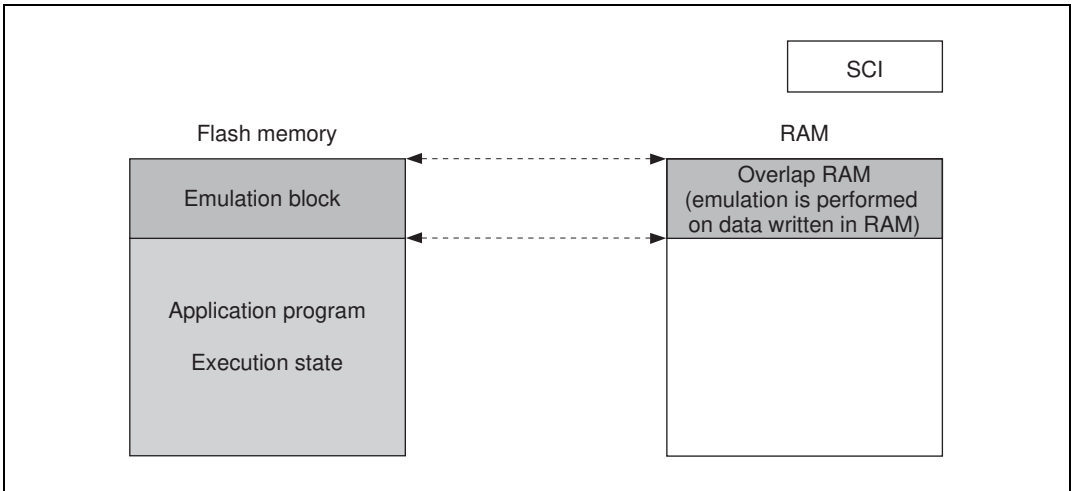 SCI
Flash memory
RAM
Emulation block
Overlap RAM
(emulation is performed
on data written in RAM)
Application program
Execution state